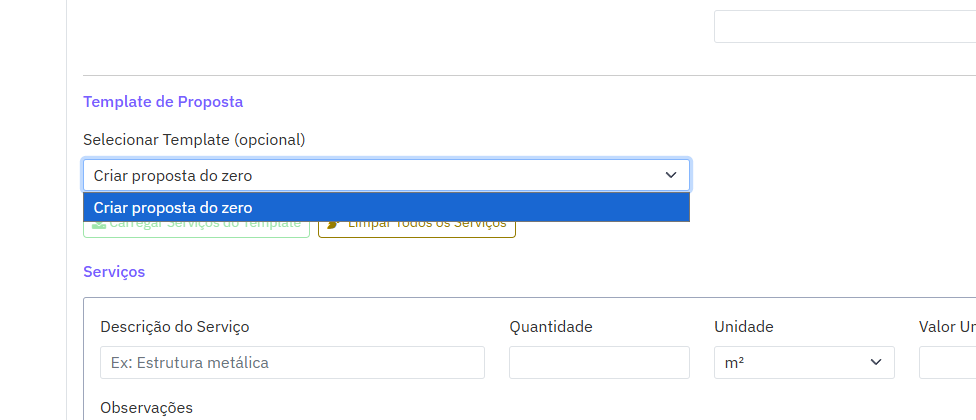 Template de Proposta
Selecionar Template (opcional)
Criar proposta do zero
Criar proposta do zero
Carregar Serviços do Template Limpar Todos os Serviços
Serviços
Descrição do Serviço Quantidade Unidade Valor Un
Ex: Estrutura metálica m²
Observações